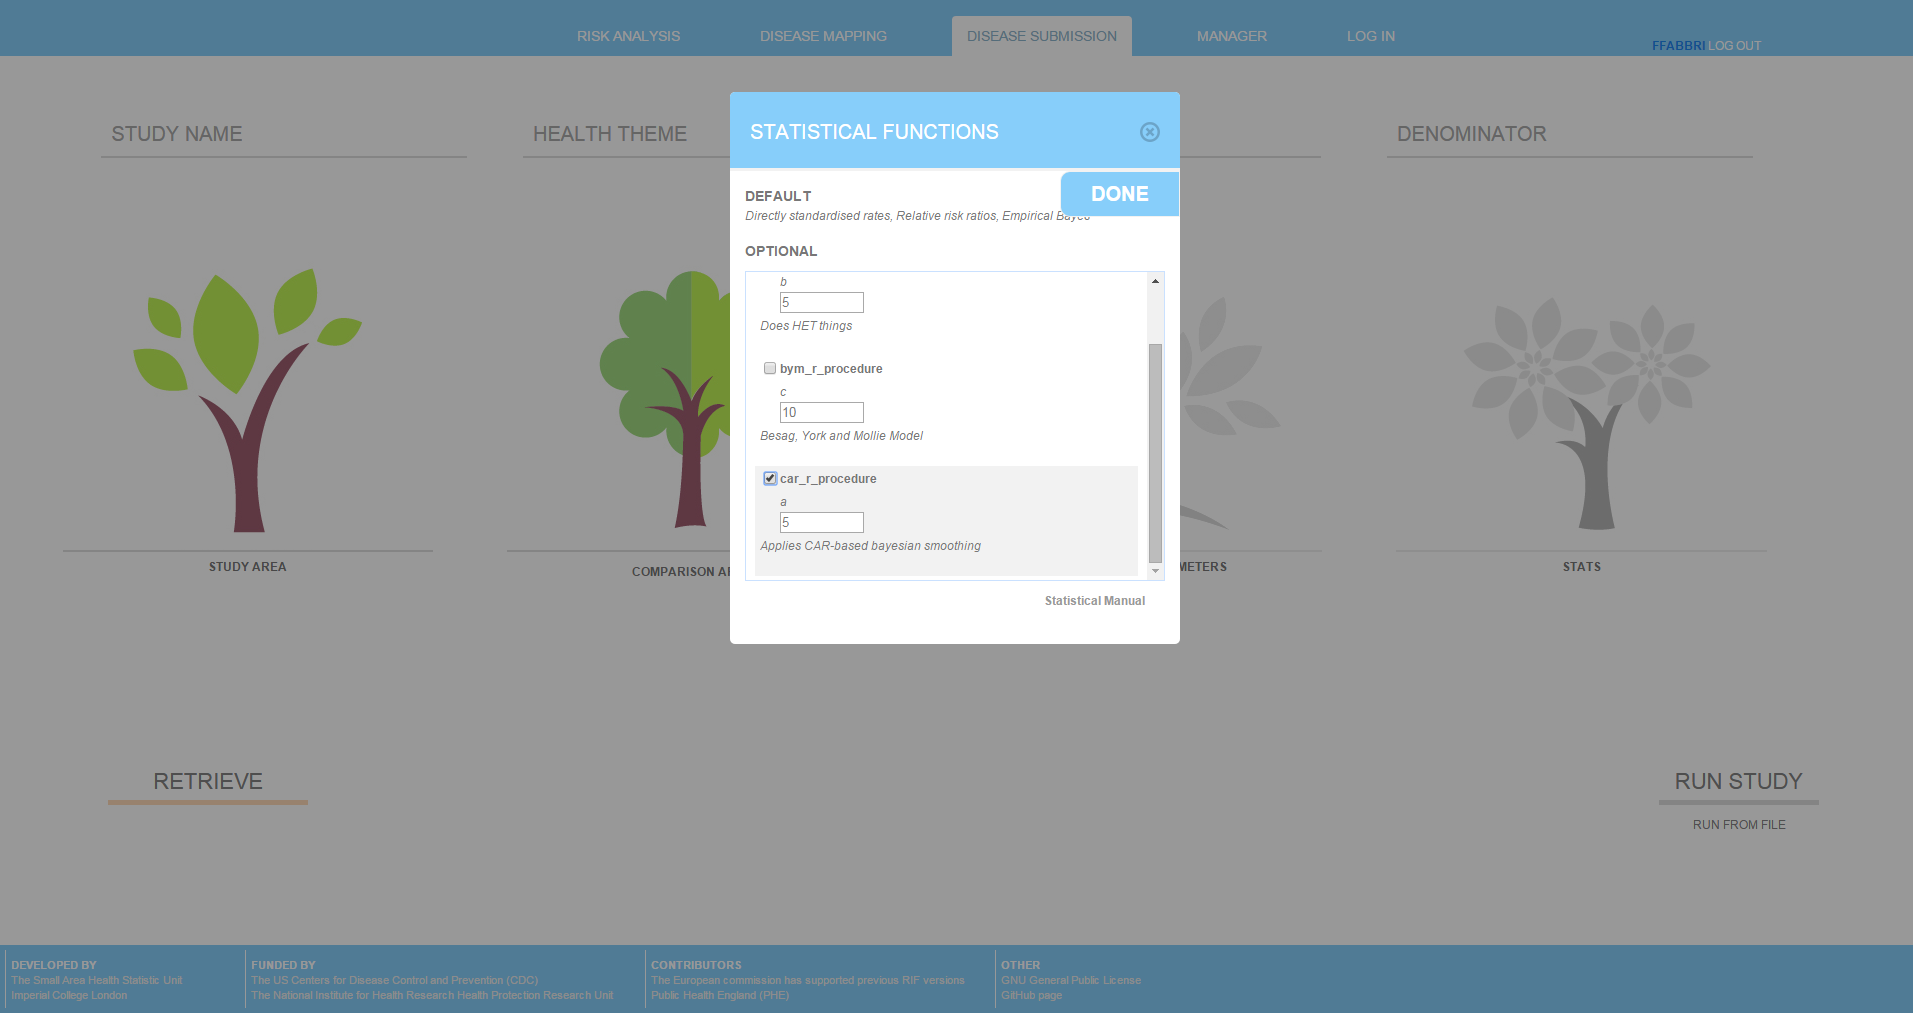 RISK ANALYSIS
DISEASE MAPPING
DISEASE SUBMISSION
MANAGER
LOG IN
FFABBRI LOG OUT
STUDY NAME
HEALTH THEME
DENOMINATOR
STATISTICAL FUNCTIONS
DONE
DEFAULT
Directly standardised rates, Relative risk ratios, Empirical Bayes
OPTIONAL
b
5
Does HET things
bym_r_procedure
c
10
Besag, York and Mollie Model
car_r_procedure
a
5
Applies CAR-based bayesian smoothing
Statistical Manual
STUDY AREA
COMPARISON A
METERS
STATS
RETRIEVE
RUN STUDY
RUN FROM FILE
DEVELOPED BY
The Small Area Health Statistic Unit
Imperial College London
FUNDED BY
The US Centers for Disease Control and Prevention (CDC)
The National Institute for Health Research Health Protection Research Unit
CONTRIBUTORS
The European commission has supported previous RIF versions
Public Health England (PHE)
OTHER
GNU General Public License
GitHub page